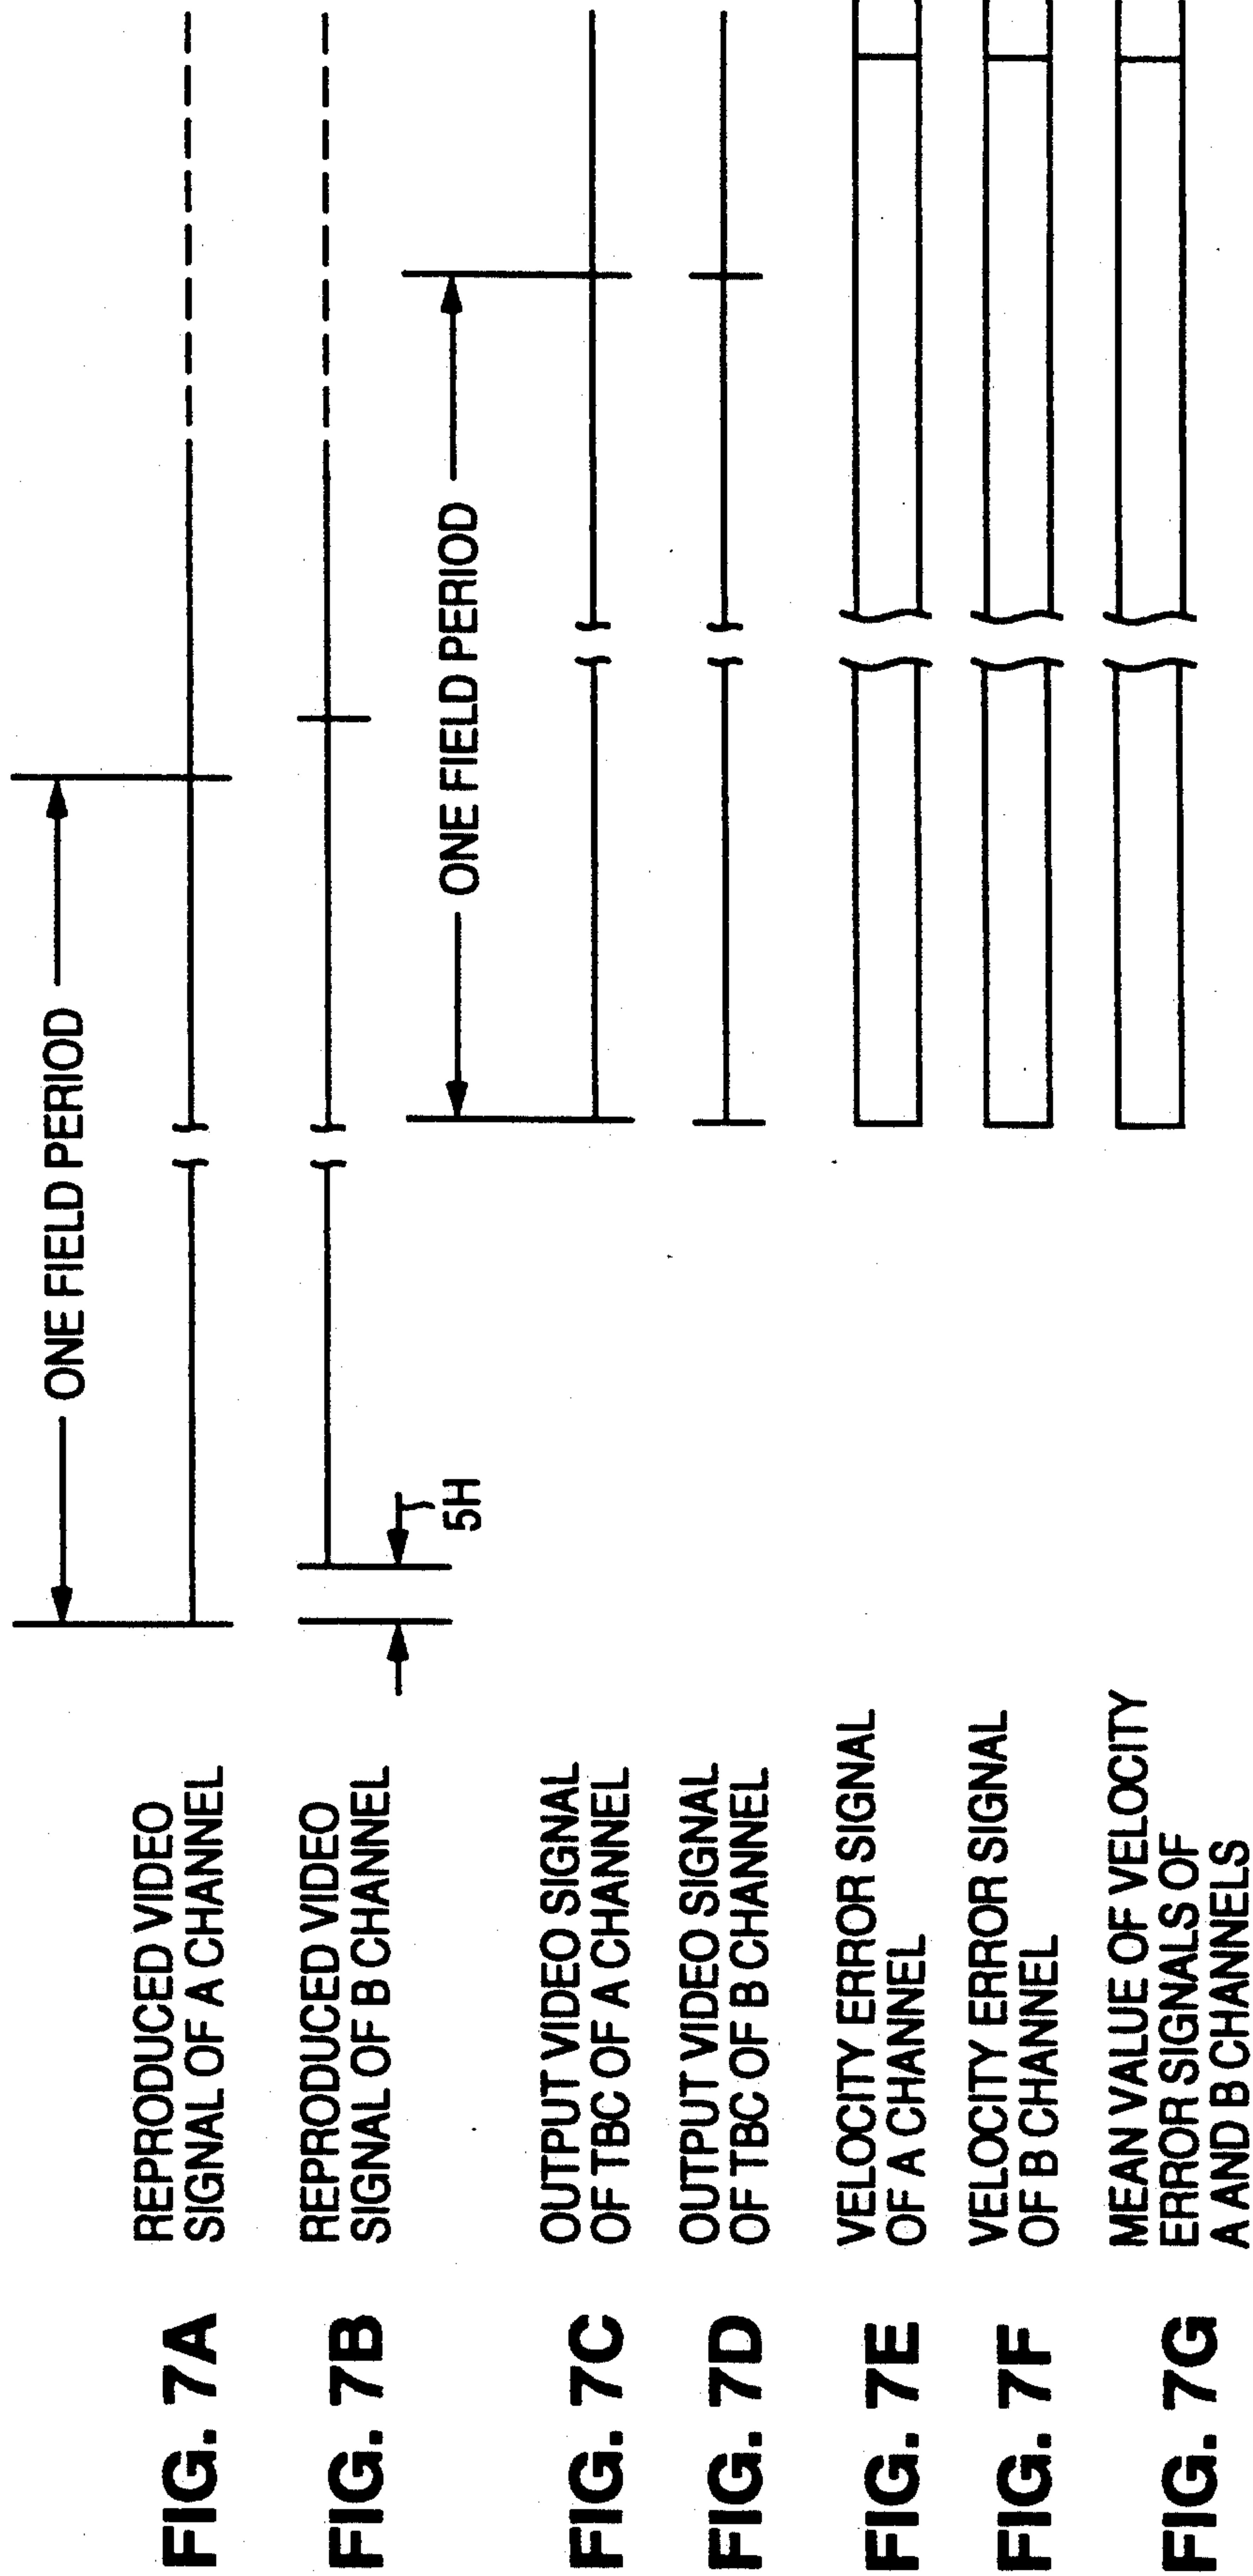 ONE FIELD PERIOD
FIG. 7A
REPRODUCED VIDEO
SIGNAL OF A CHANNEL
FIG. 7B
REPRODUCED VIDEO
SIGNAL OF B CHANNEL
5H
ONE FIELD PERIOD
FIG. 7C
OUTPUT VIDEO SIGNAL
OF TBC OF A CHANNEL
FIG. 7D
OUTPUT VIDEO SIGNAL
OF TBC OF B CHANNEL
FIG. 7E
VELOCITY ERROR SIGNAL
OF A CHANNEL
FIG. 7F
VELOCITY ERROR SIGNAL
OF B CHANNEL
FIG. 7G
MEAN VALUE OF VELOCITY
ERROR SIGNALS OF
A AND B CHANNELS